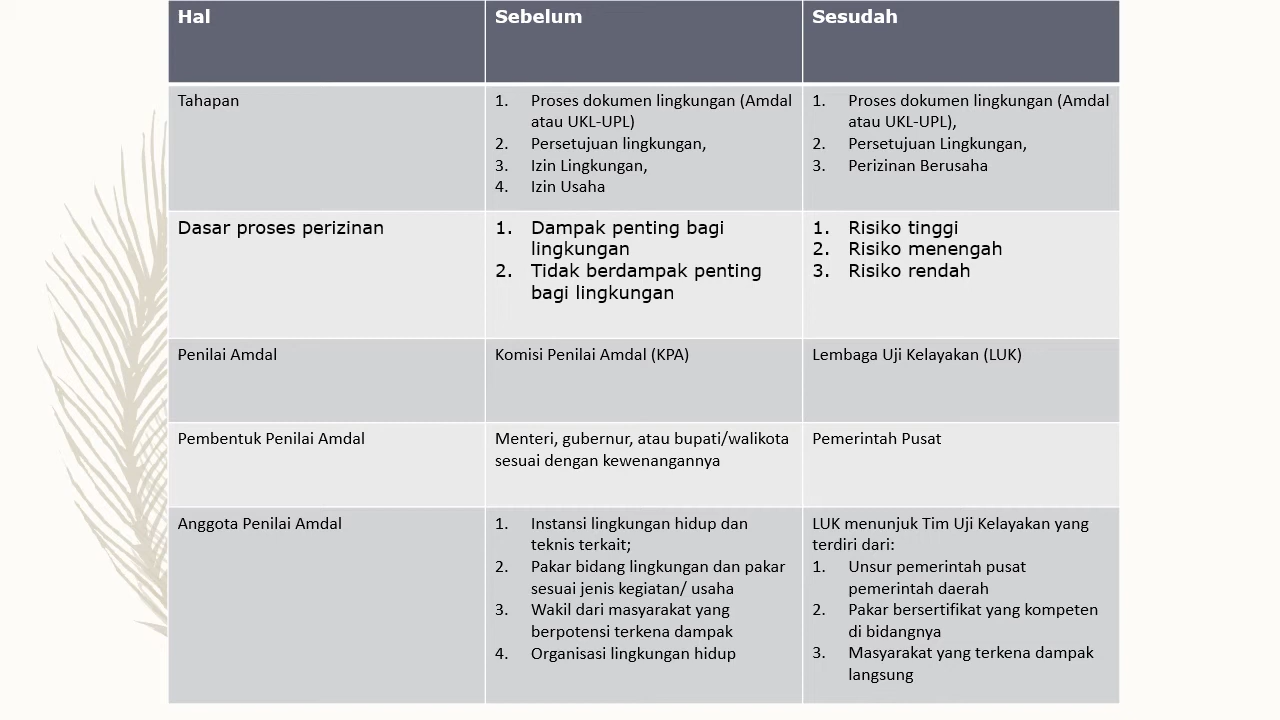 Hal
Sebelum
Sesudah
Tahapan
1. Proses dokumen lingkungan (Amdal
atau UKL-UPL)
2. Persetujuan lingkungan,
3. Izin Lingkungan,
4. Izin Usaha
1. Proses dokumen lingkungan (Amdal
atau UKL-UPL),
2. Persetujuan Lingkungan,
3. Perizinan Berusaha
Dasar proses perizinan
1. Dampak penting bagi
lingkungan
2. Tidak berdampak penting
bagi lingkungan
1. Risiko tinggi
2. Risiko menengah
3. Risiko rendah
Penilai Amdal
Komisi Penilai Amdal (KPA)
Lembaga Uji Kelayakan (LUK)
Pembentuk Penilai Amdal
Menteri, gubernur, atau bupati/walikota
sesuai dengan kewenangannya
Pemerintah Pusat
Anggota Penilai Amdal
1. Instansi lingkungan hidup dan
teknis terkait;
2. Pakar bidang lingkungan dan pakar
sesuai jenis kegiatan/ usaha
3. Wakil dari masyarakat yang
berpotensi terkena dampak
4. Organisasi lingkungan hidup
LUK menunjuk Tim Uji Kelayakan yang
terdiri dari:
1. Unsur pemerintah pusat
pemerintah daerah
2. Pakar bersertifikat yang kompeten
di bidangnya
3. Masyarakat yang terkena dampak
langsung